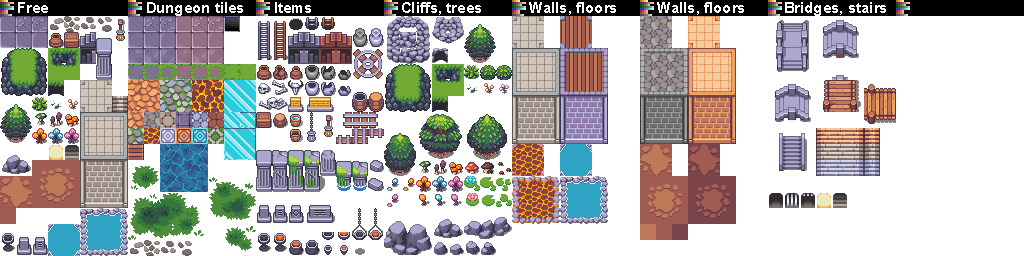 Free
Dungeon tiles
Items
Cliffs, trees
Walls, floors
Walls, floors
Bridges, stairs